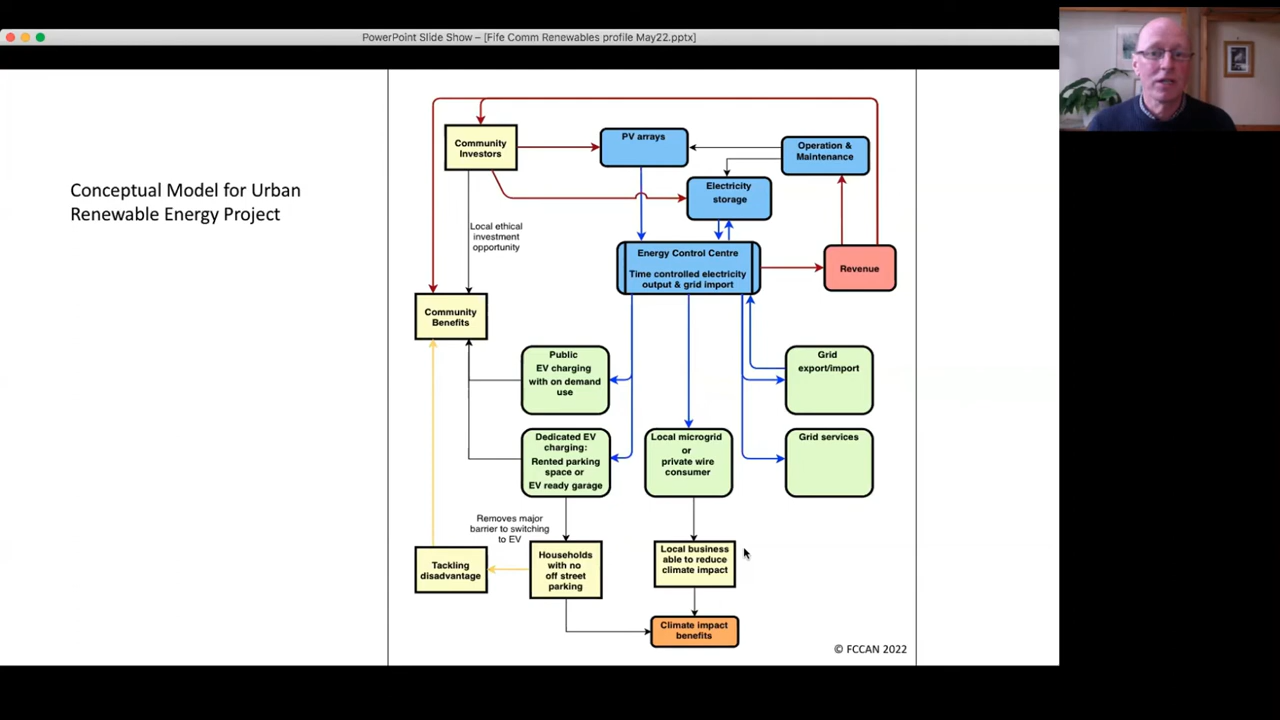 PowerPoint Slide Show – [Fife Comm Renewables profile May22.pptx]
Conceptual Model for Urban
Renewable Energy Project
Community
Investors
PV arrays
Operation &
Maintenance
Electricity
storage
Local ethical
investment
opportunity
Energy Control Centre
Time controlled electricity
output & grid import
Revenue
Community
Benefits
Public
EV charging
with on demand
use
Grid
export/import
Dedicated EV
charging:
Rented parking
space or
EV ready garage
Local microgrid
or
private wire
consumer
Grid services
Removes major
barrier to switching
to EV
Tackling
disadvantage
Households
with no
off street
parking
Local business
able to reduce
climate impact
Climate impact
benefits
© FCCAN 2022